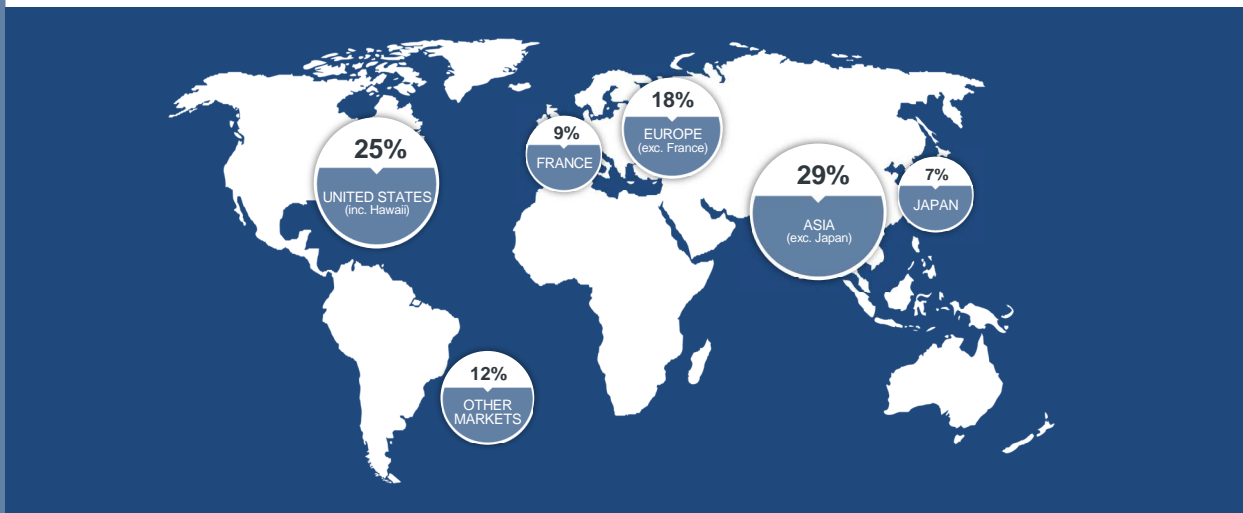 25%
UNITED STATES
(inc. Hawaii)
9%
FRANCE
18%
EUROPE
(exc. France)
29%
ASIA
(exc. Japan)
7%
JAPAN
12%
OTHER
MARKETS